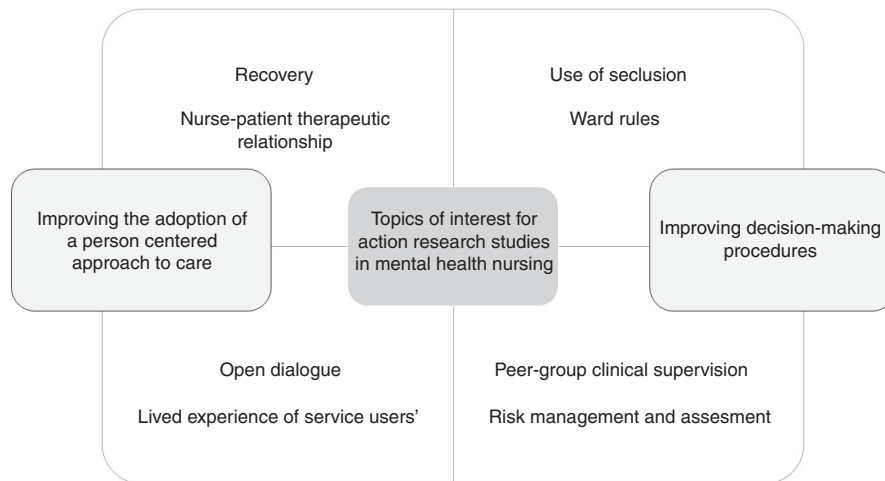 Recovery
Nurse-patient therapeutic
relationship
Use of seclusion
Ward rules
Improving the adoption of
a person centered
approach to care
Topics of interest for
action research studies
in mental health nursing
Improving decision-making
procedures
Open dialogue
Lived experience of service users’
Peer-group clinical supervision
Risk management and assesment